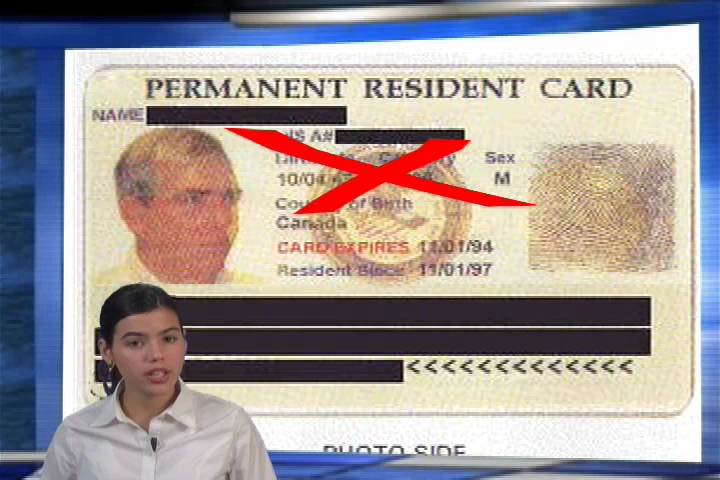 PERMANENT RESIDENT CARD
NAME
INS A#
Sex
10/04 M
of Birth
Canada
CARD EXPIRES 11/01/94
Resident Since 11/01/97
<<<<<<<<<<<<<
PHOTO SIDE